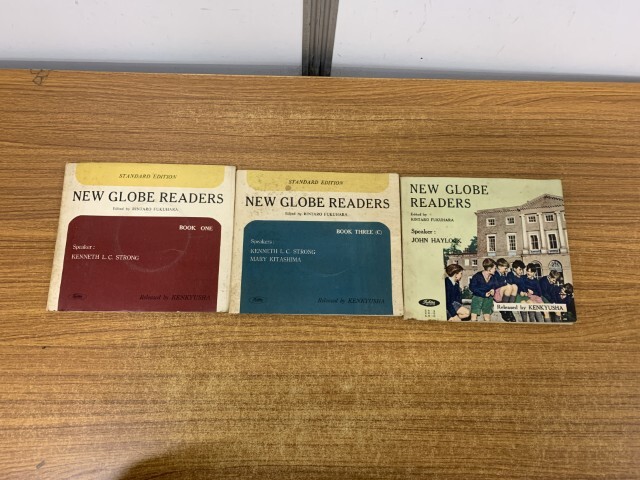 STANDARD EDITION
NEW GLOBE READERS
Edited by RINTARO FUKUHARA
BOOK ONE
Speaker:
KENNETH L. C. STRONG
Released by KENKYUSHA
STANDARD EDITION
NEW GLOBE READERS
Edited by RINTARO FUKUHARA
BOOK THREE (C)
Speakers:
KENNETH L. C. STRONG
MARY KITASHIMA
Released by KENKYUSHA
NEW GLOBE
READERS
Edited by
RINTARO FUKUHARA
Speaker:
JOHN HAYLOCK
Released by KENKYUSHA